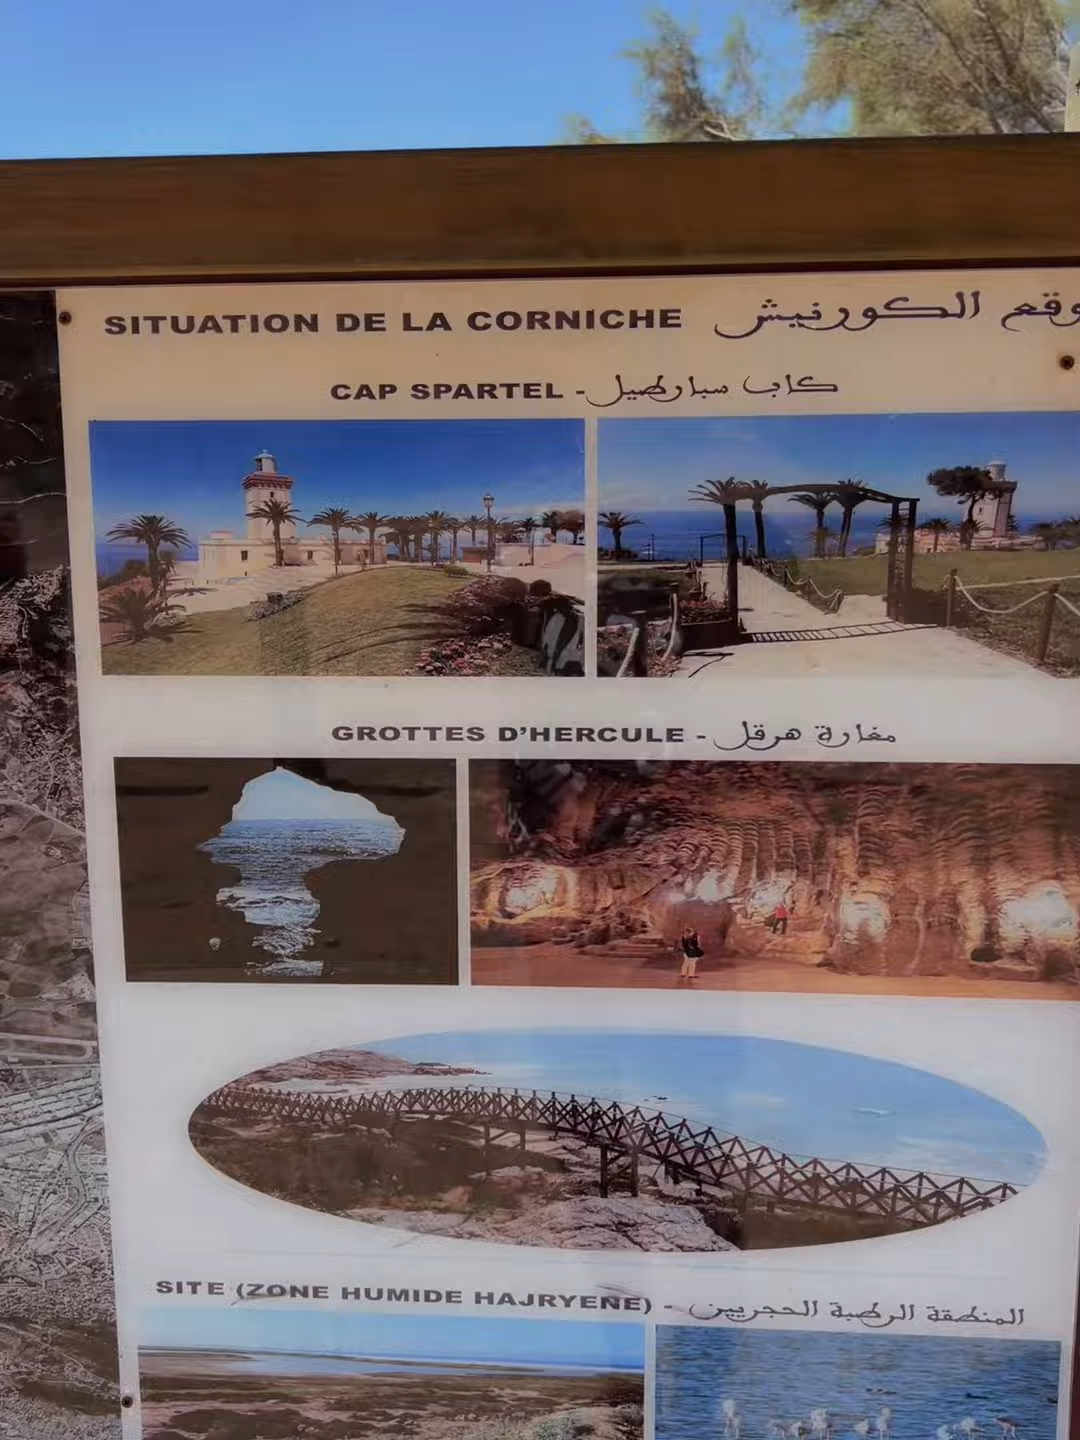 SITUATION DE LA CORNICHE موقع الكورنيش
CAP SPARTEL - كاب سبارطيل
GROTTES D'HERCULE - مغارة هرقل
SITE (ZONE HUMIDE HAJRYENE) - المنطقة الرطبة الحجريين